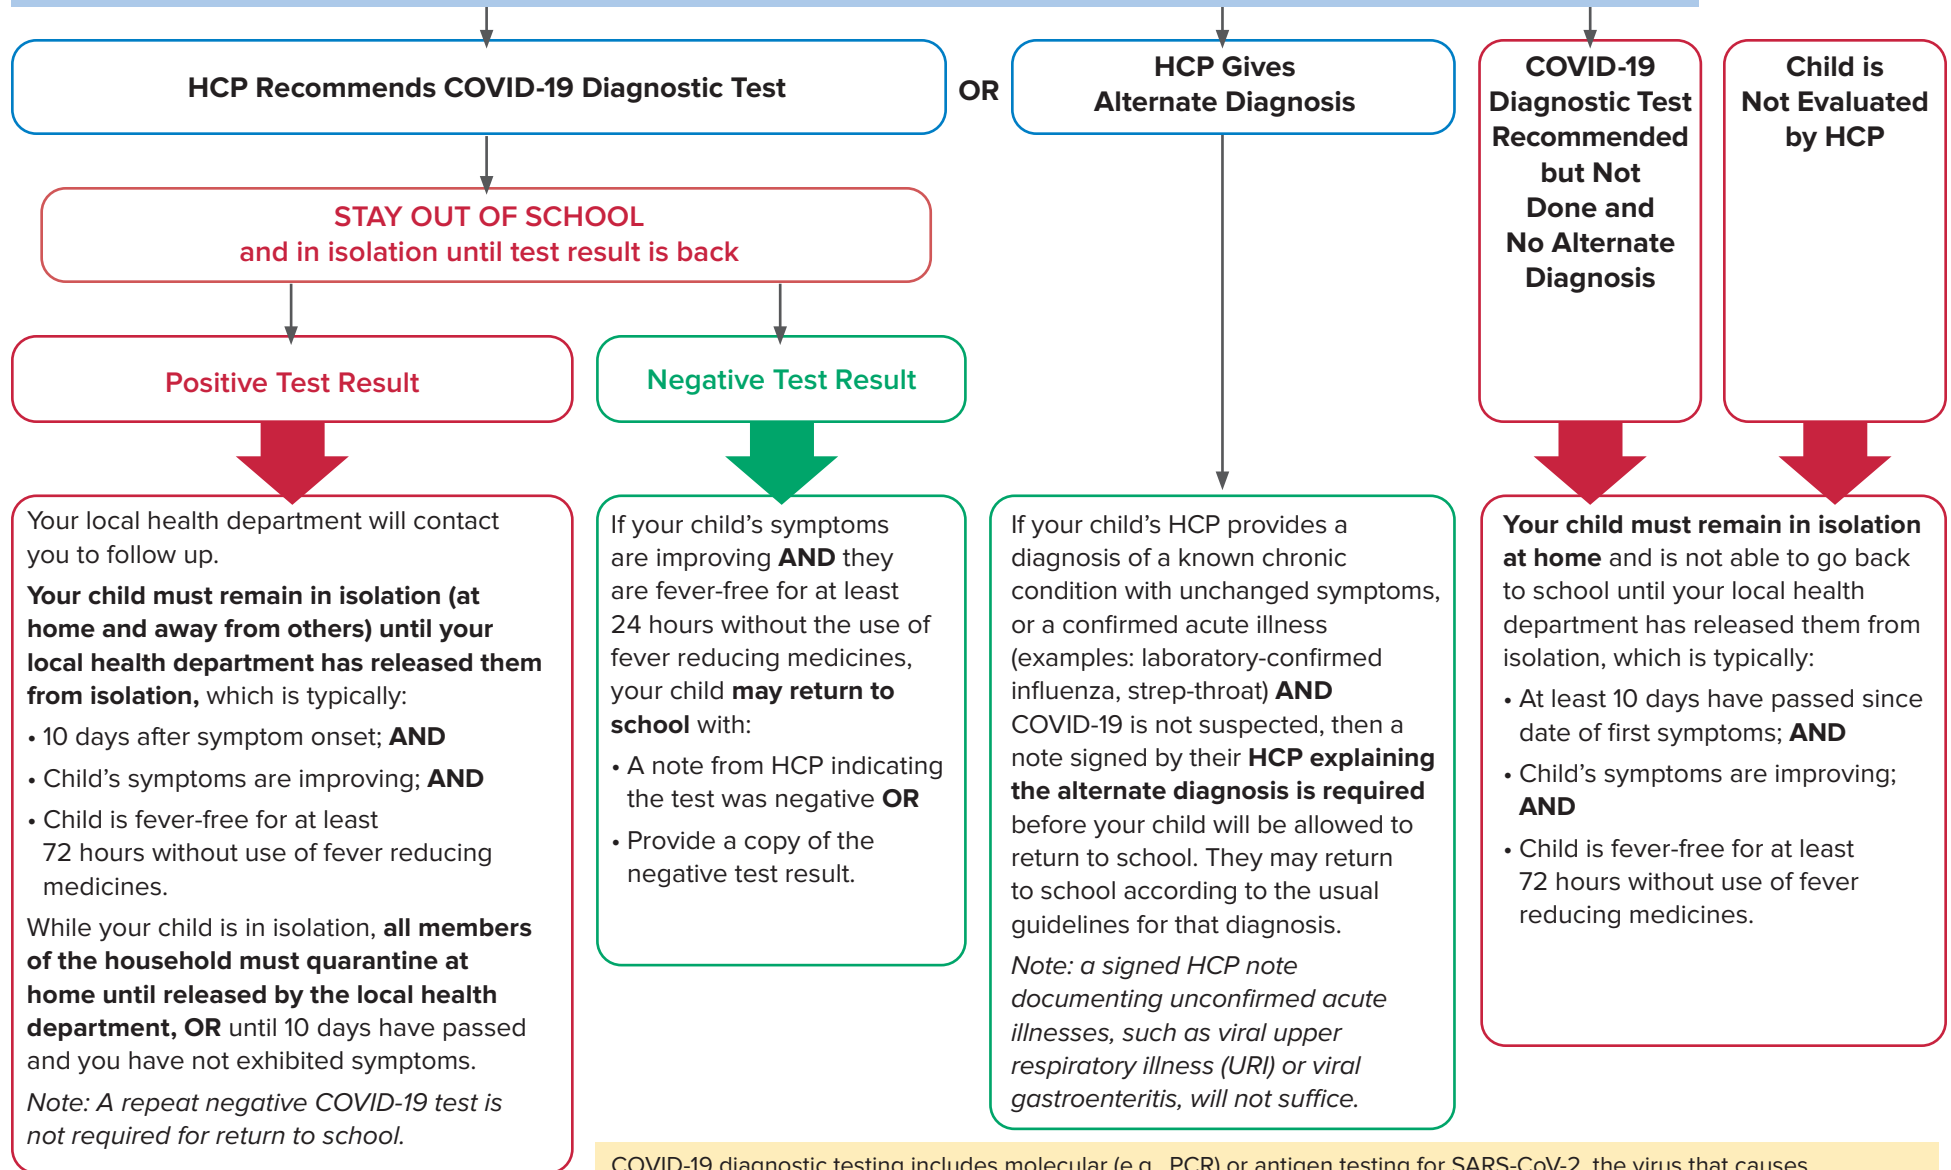 HCP Recommends COVID-19 Diagnostic Test
OR
HCP Gives
Alternate Diagnosis
COVID-19
Diagnostic Test
Recommended
but Not
Done and
No Alternate
Diagnosis
Child is
Not Evaluated
by HCP
STAY OUT OF SCHOOL
and in isolation until test result is back
Positive Test Result
Negative Test Result
Your local health department will contact
you to follow up.
Your child must remain in isolation (at
home and away from others) until your
local health department has released them
from isolation, which is typically:
• 10 days after symptom onset; AND
• Child's symptoms are improving; AND
• Child is fever-free for at least
72 hours without use of fever reducing
medicines.
While your child is in isolation, all members
of the household must quarantine at
home until released by the local health
department, OR until 10 days have passed
and you have not exhibited symptoms.
Note: A repeat negative COVID-19 test is
not required for return to school.
If your child's symptoms
are improving AND they
are fever-free for at least
24 hours without the use of
fever reducing medicines,
your child may return to
school with:
• A note from HCP indicating
the test was negative OR
• Provide a copy of the
negative test result.
If your child's HCP provides a
diagnosis of a known chronic
condition with unchanged symptoms,
or a confirmed acute illness
(examples: laboratory-confirmed
influenza, strep-throat) AND
COVID-19 is not suspected, then a
note signed by their HCP explaining
the alternate diagnosis is required
before your child will be allowed to
return to school. They may return
to school according to the usual
guidelines for that diagnosis.
Note: a signed HCP note
documenting unconfirmed acute
illnesses, such as viral upper
respiratory illness (URI) or viral
gastroenteritis, will not suffice.
Your child must remain in isolation
at home and is not able to go back
to school until your local health
department has released them from
isolation, which is typically:
• At least 10 days have passed since
date of first symptoms; AND
• Child's symptoms are improving;
AND
• Child is fever-free for at least
72 hours without use of fever
reducing medicines.
COVID-19 diagnostic testing includes molecular (e.g., PCR) or antigen testing for SARS-CoV-2, the virus that causes